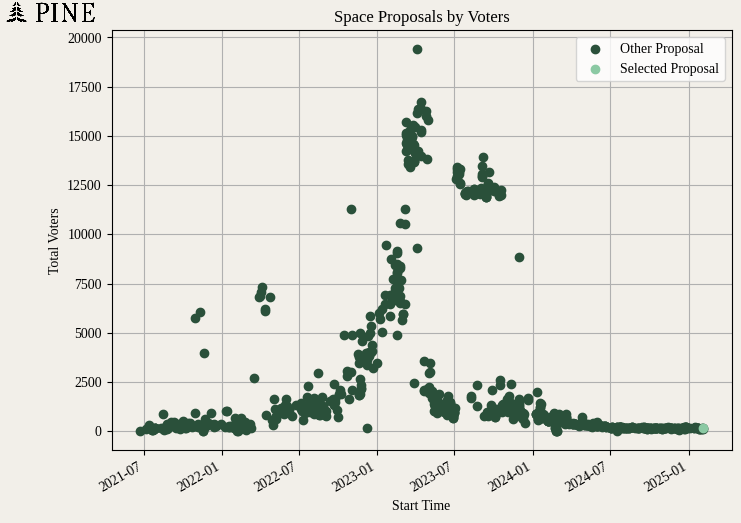 PINE
Space Proposals by Voters
Other Proposal
Selected Proposal
Total Voters
20000
17500
15000
12500
10000
7500
5000
2500
0
2021-07
2022-01
2022-07
2023-01
2023-07
2024-01
2024-07
2025-01
Start Time